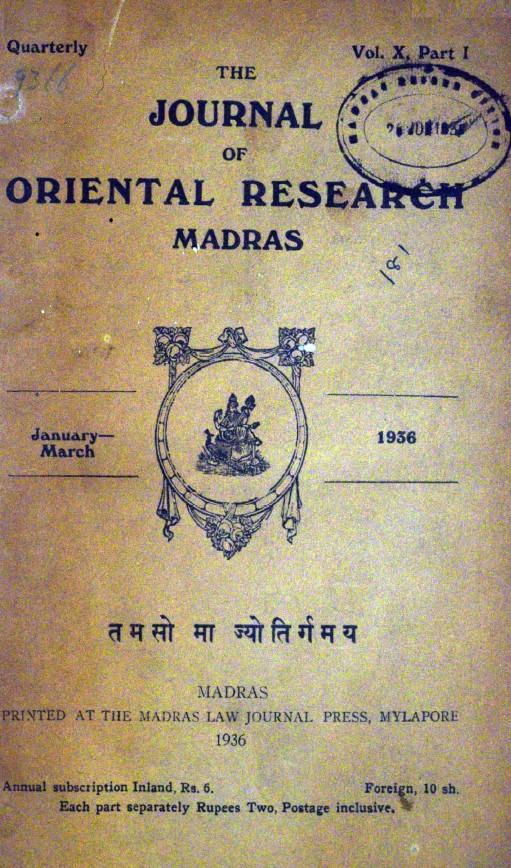 Quarterly
Vol. X, Part I
THE
JOURNAL
OF
ORIENTAL RESEARCH
MADRAS
181
January—
March
1936
तमसो मा ज्योतिर्गमय
MADRAS
PRINTED AT THE MADRAS LAW JOURNAL PRESS, MYLAPORE
1936
Annual subscription Inland, Rs. 6.
Foreign, 10 sh.
Each part separately Rupees Two, Postage inclusive.